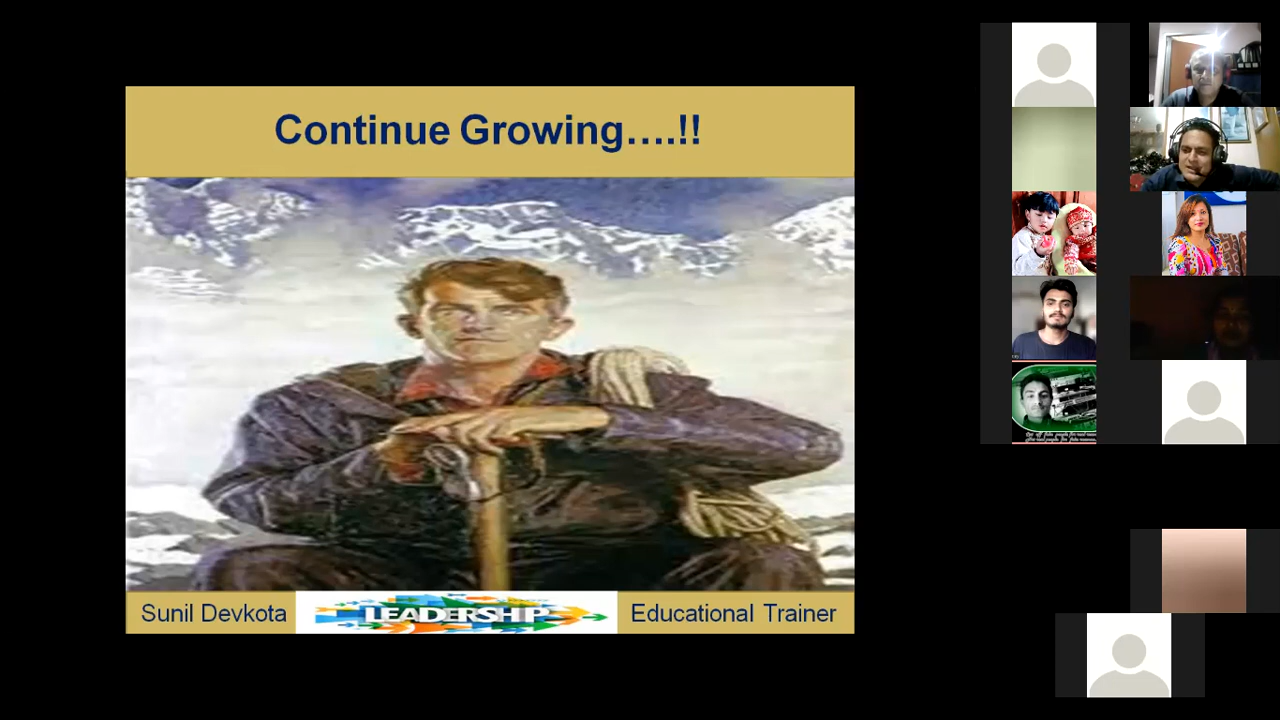 Continue Growing….!!
Sunil Devkota
LEADERSHIP
Educational Trainer